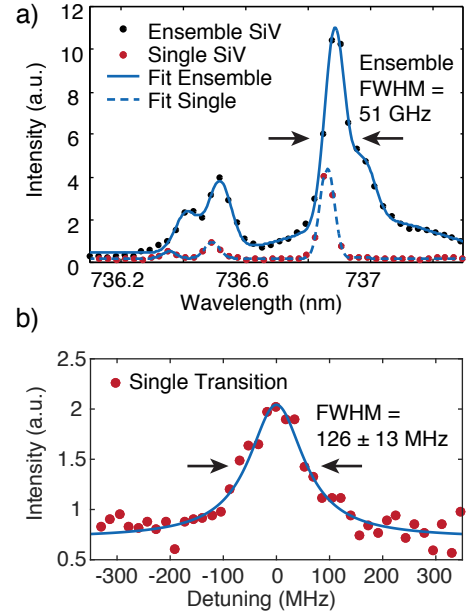 a)
Ensemble SiV
Single SiV
Fit Ensemble
Fit Single
Ensemble
FWHM =
51 GHz
12
10
8
6
4
2
0
Intensity (a.u.)
736.2
736.6
737
Wavelength (nm)
b)
Single Transition
FWHM =
126 ± 13 MHz
2.5
2
1.5
1
0.5
Intensity (a.u.)
-300
-200
-100
0
100
200
300
Detuning (MHz)